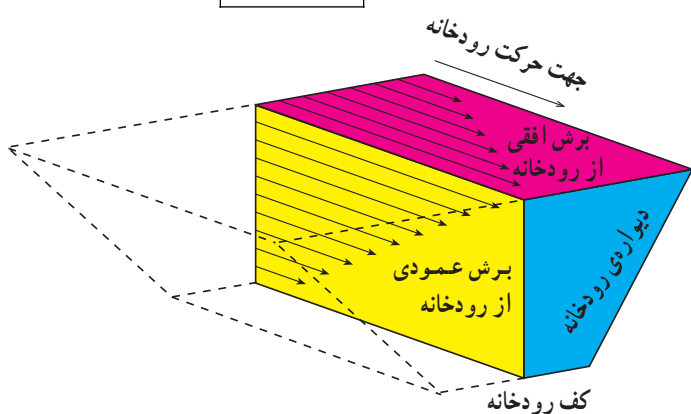 جهت حرکت رودخانه
برش افقی
از رودخانه
دیواره‌ی رودخانه
برش عمودی
از رودخانه
کف رودخانه